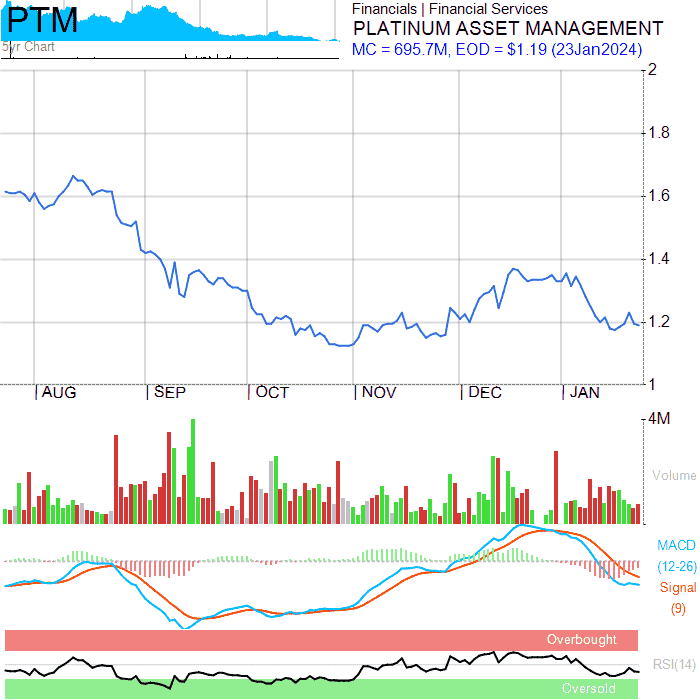 PTM
5yr Chart
Financials | Financial Services
PLATINUM ASSET MANAGEMENT
MC = 695.7M, EOD = $1.19 (23Jan2024)
2
1.8
1.6
1.4
1.2
1
AUG SEP OCT NOV DEC JAN
4M
Volume
MACD
(12-26)
Signal
(9)
Overbought
RSI(14)
Oversold